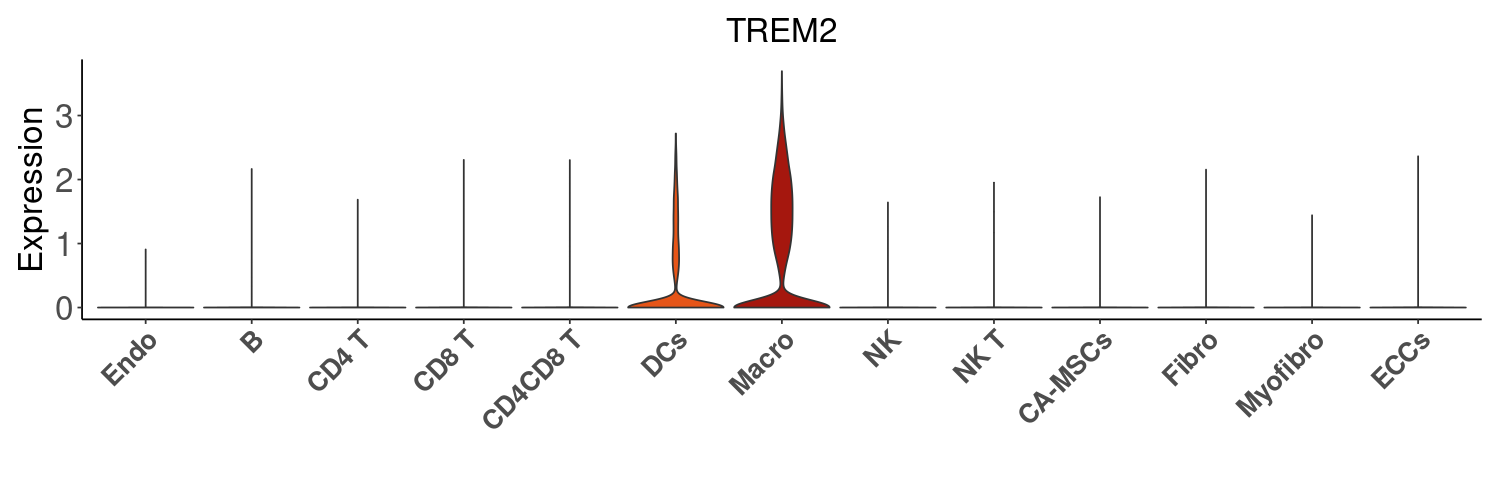 TREM2
Expression
3
2
1
0
Endo
B
CD4 T
CD8 T
CD4CD8 T
DCs
Macro
NK
NK T
CA-MSCs
Fibro
Myofibro
ECCs